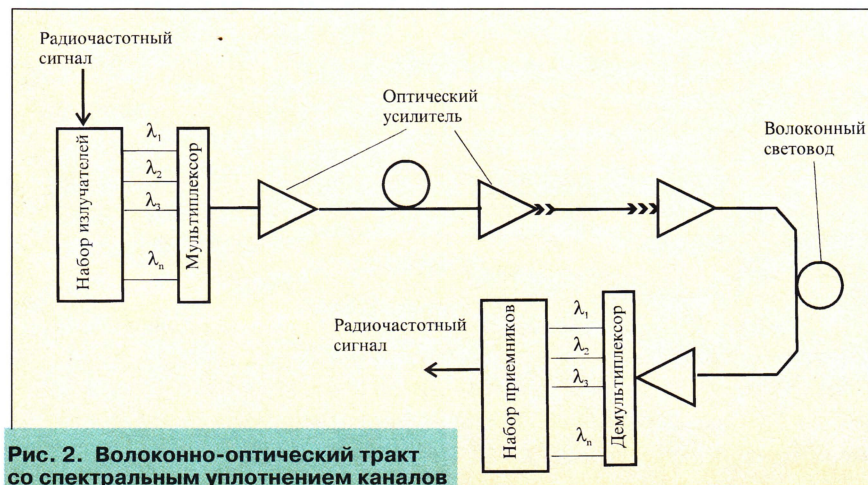 Радиочастотный
сигнал
Набор излучателей
λ₁
λ₂
λ₃
λₙ
Мультиплексор
Оптический
усилитель
Волоконный
световод
Радиочастотный
сигнал
Набор приемников
λ₁
λ₂
λ₃
λₙ
Демультиплексор
Рис. 2. Волоконно-оптический тракт
со спектральным уплотнением каналов